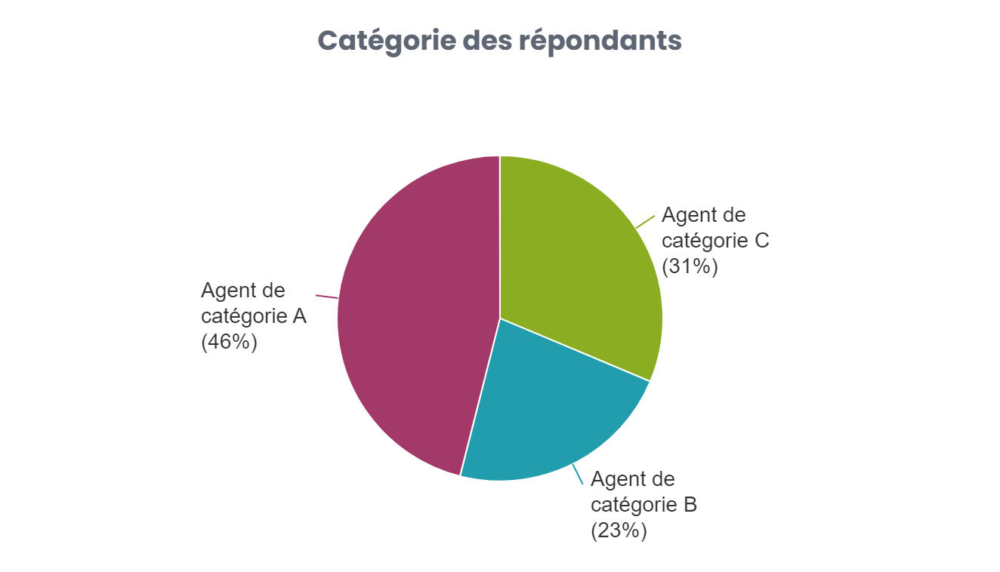 Catégorie des répondants
Agent de
catégorie C
(31%)
Agent de
catégorie A
(46%)
Agent de
catégorie B
(23%)